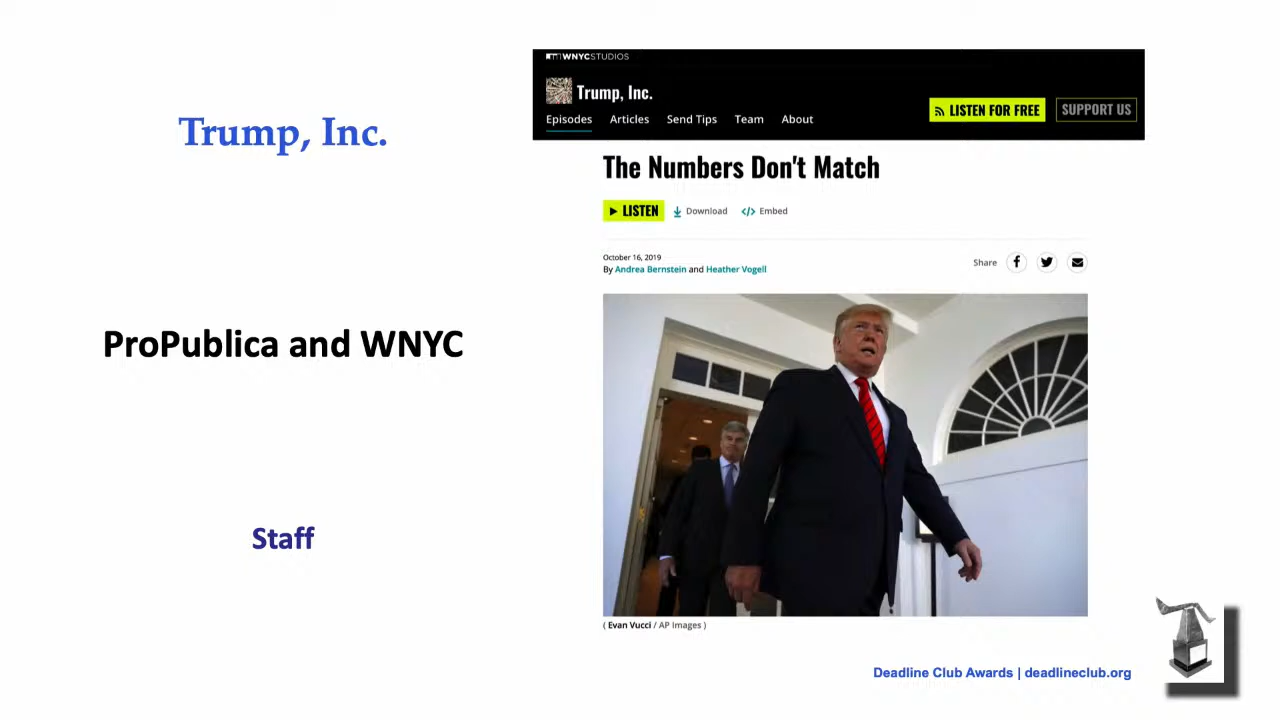 Trump, Inc.
ProPublica and WNYC
Staff
WNYCSTUDIOS
Trump, Inc.
Episodes Articles Send Tips Team About
LISTEN FOR FREE SUPPORT US
The Numbers Don't Match
LISTEN Download Embed
October 16, 2019
By Andrea Bernstein and Heather Vogell
Share
( Evan Vucci / AP Images )
Deadline Club Awards | deadlineclub.org